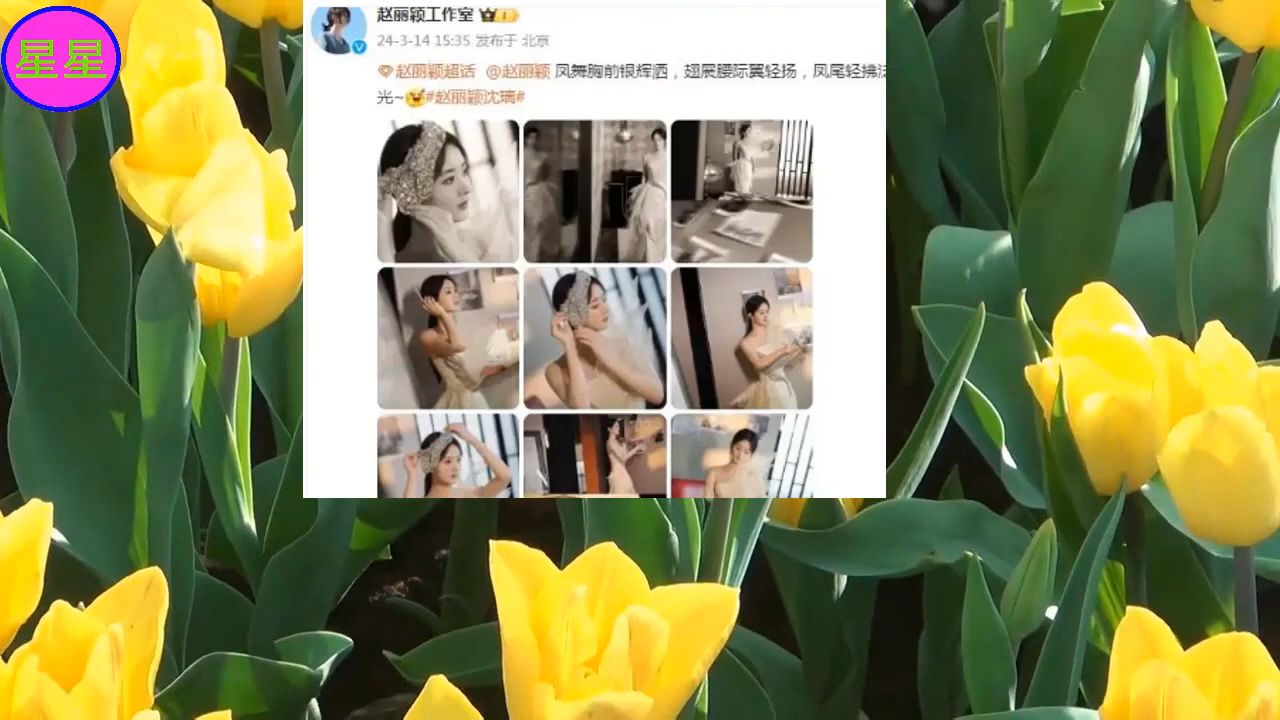 星星
赵丽颖工作室
24-3-14 15:35 发布于 北京
赵丽颖超话 @赵丽颖 凤舞胸前银辉洒，翅展腰际翼轻扬，凤尾轻拂
光~#赵丽颖沈璃#